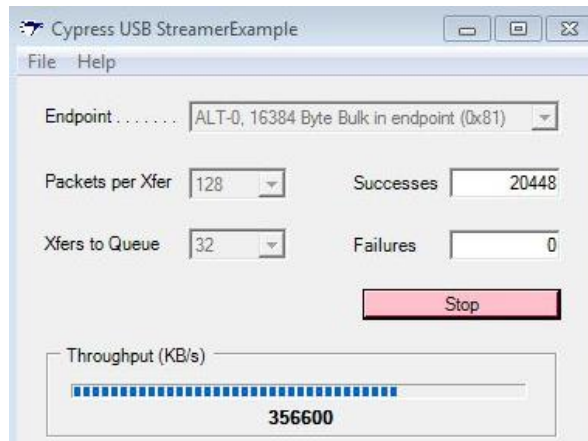 Cypress USB StreamerExample
File Help
Endpoint . . . . . . . ALT-0, 16384 Byte Bulk in endpoint (0x81)
Packets per Xfer 128 Successes 20448
Xfers to Queue 32 Failures 0
Stop
Throughput (KB/s)
356600